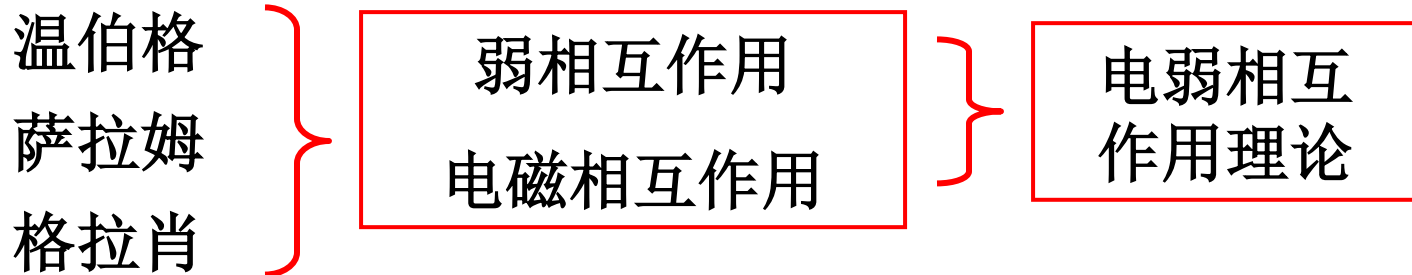 温伯格
萨拉姆
格拉肖
弱相互作用
电磁相互作用
电弱相互
作用理论